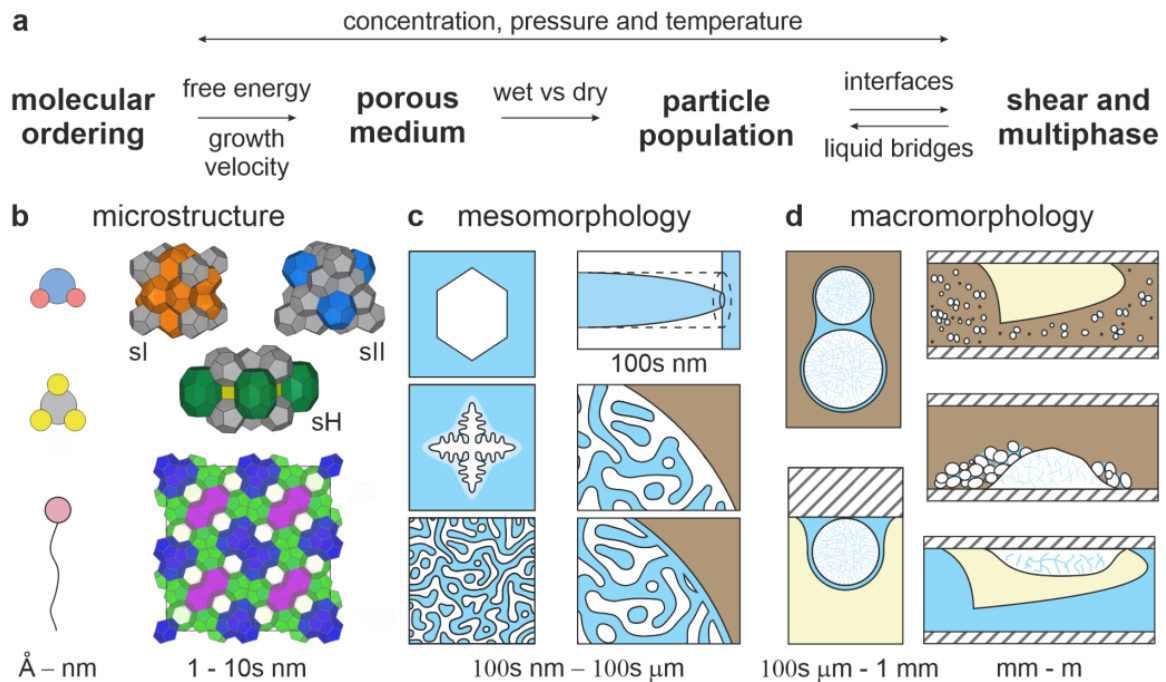 a
concentration, pressure and temperature
molecular
ordering
free energy
growth
velocity
porous
medium
wet vs dry
particle
population
interfaces
liquid bridges
shear and
multiphase
b microstructure
sI
sII
sH
Å – nm
1 - 10s nm
c mesomorphology
100s nm
100s nm – 100s μm
d macromorphology
100s μm - 1 mm
mm - m